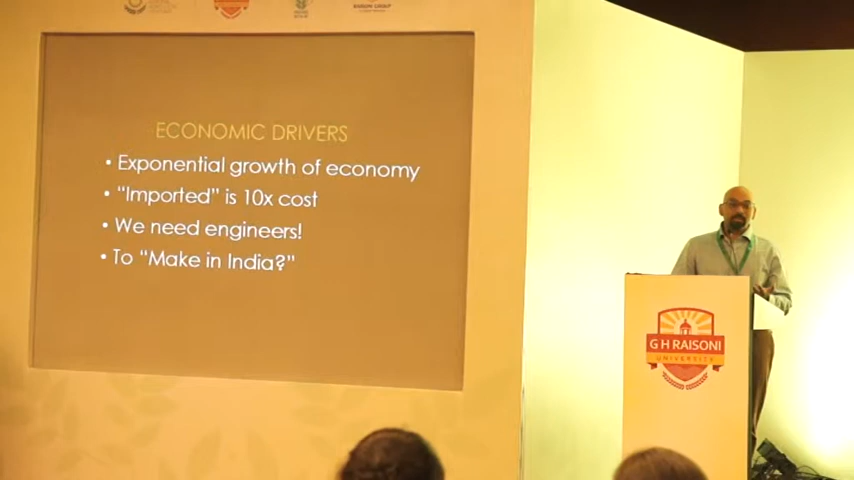 ECONOMIC DRIVERS
• Exponential growth of economy
• “Imported” is 10x cost
• We need engineers!
• To “Make in India?”
G H RAISONI
UNIVERSITY